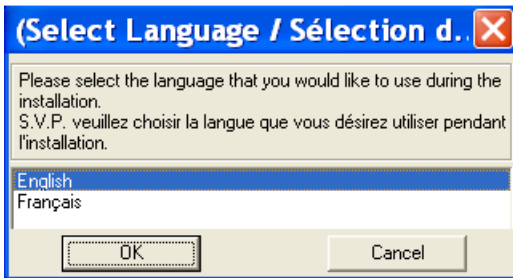 (Select Language / Sélection d..
Please select the language that you would like to use during the
installation.
S.V.P. veuillez choisir la langue que vous désirez utiliser pendant
l'installation.
English
Français
OK Cancel